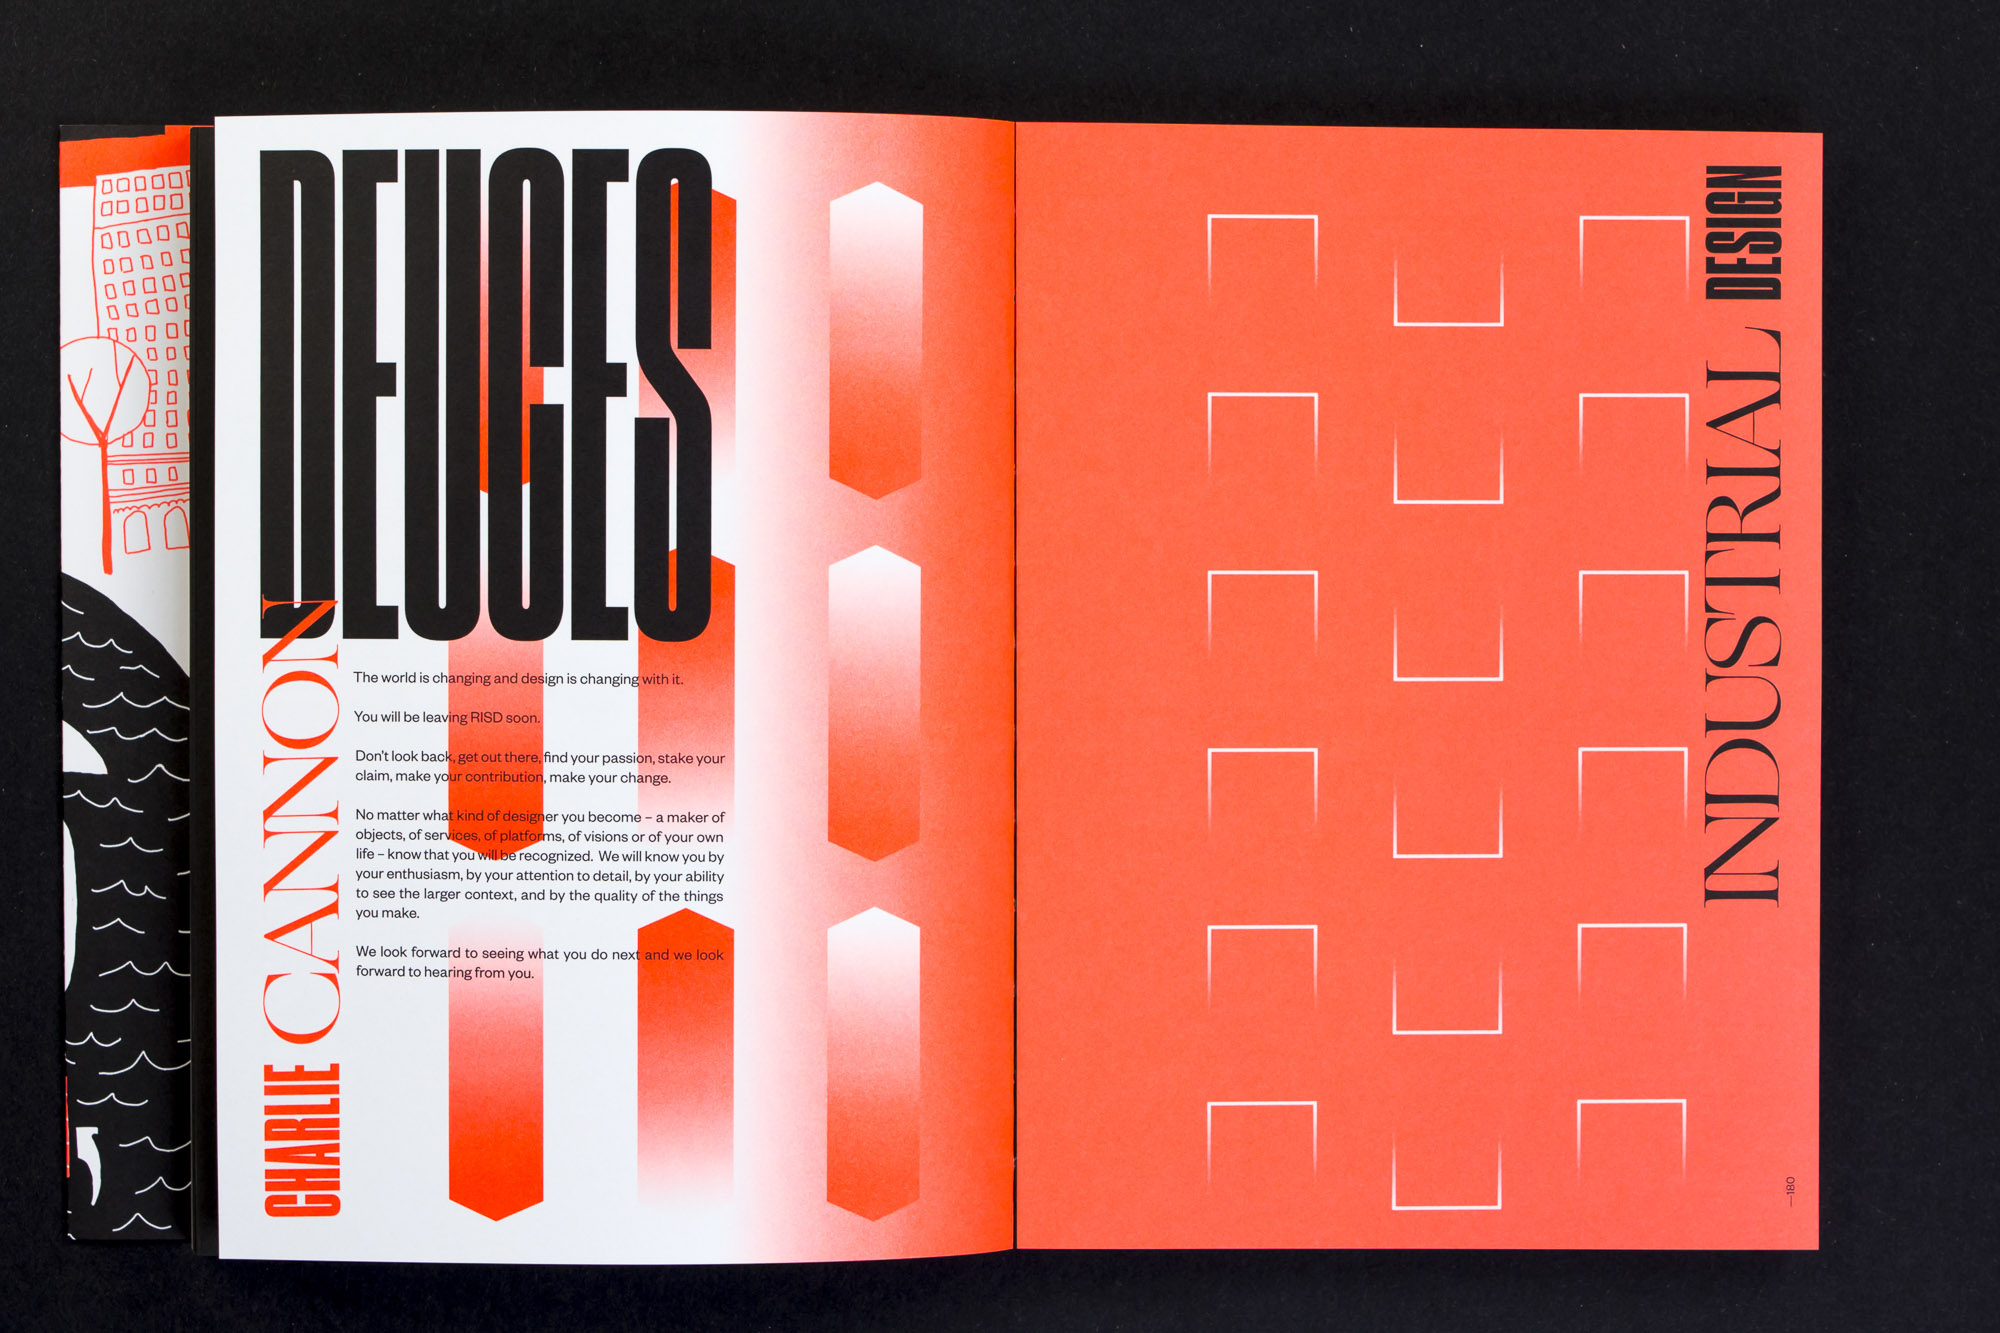 DEUCES
CHARLIE CANNON
The world is changing and design is changing with it.
You will be leaving RISD soon.
Don't look back, get out there, find your passion, stake your
claim, make your contribution, make your change.
No matter what kind of designer you become – a maker of
objects, of services, of platforms, of visions or of your own
life – know that you will be recognized. We will know you by
your enthusiasm, by your attention to detail, by your ability
to see the larger context, and by the quality of the things
you make.
We look forward to seeing what you do next and we look
forward to hearing from you.
INDUSTRIAL DESIGN
—180